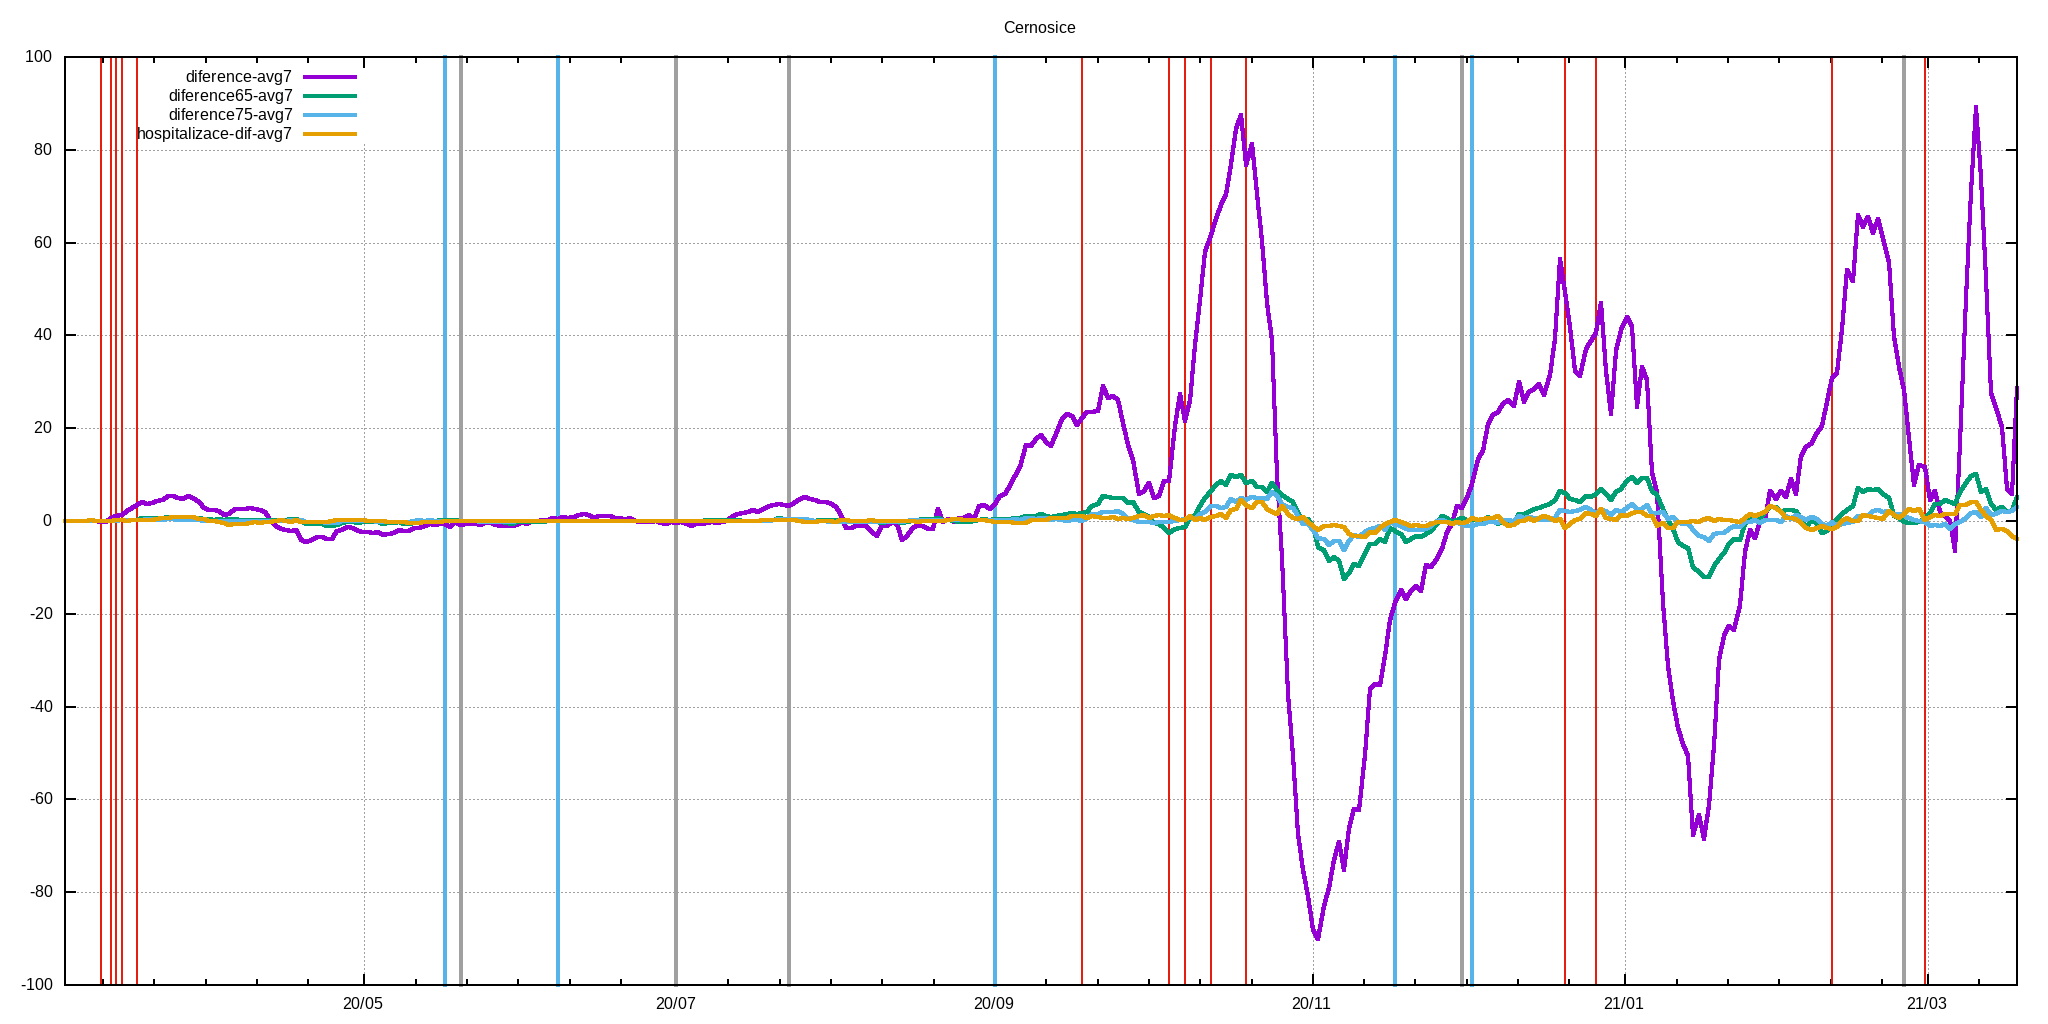 Cernosice
100
diference-avg7
diference65-avg7
diference75-avg7
hospitalizace-dif-avg7
80
60
40
20
0
-20
-40
-60
-80
-100
20/05 20/07 20/09 20/11 21/01 21/03